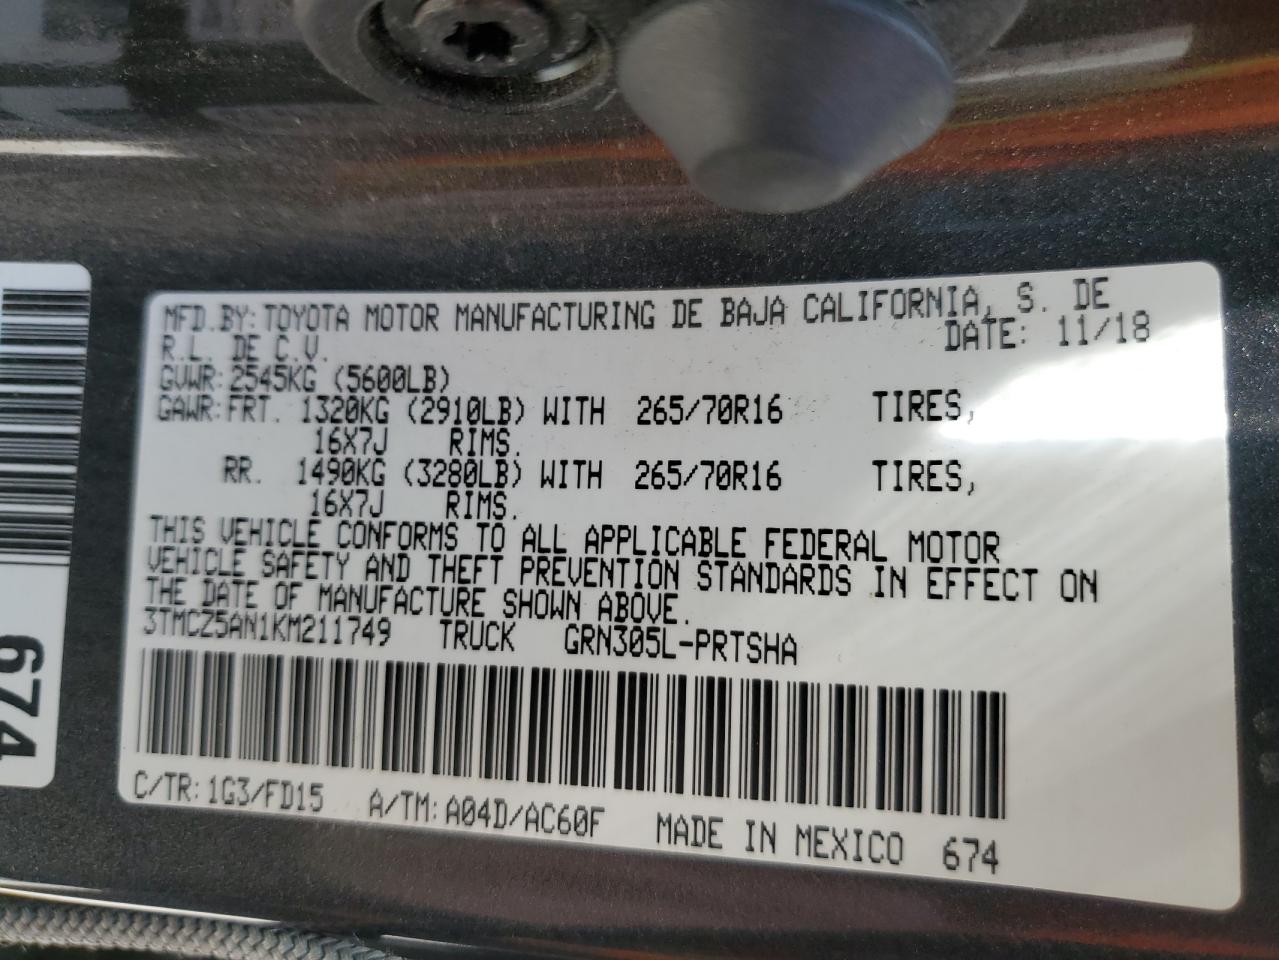 MFD.BY: TOYOTA MOTOR MANUFACTURING DE BAJA CALIFORNIA, S. DE
R.L. DE C.V. DATE: 11/18
GVWR: 2545KG (5600LB)
GAWR: FRT. 1320KG (2910LB) WITH 265/70R16 TIRES,
16X7J RIMS.
RR. 1490KG (3280LB) WITH 265/70R16 TIRES,
16X7J RIMS.
THIS VEHICLE CONFORMS TO ALL APPLICABLE FEDERAL MOTOR
VEHICLE SAFETY AND THEFT PREVENTION STANDARDS IN EFFECT ON
THE DATE OF MANUFACTURE SHOWN ABOVE.
3TMCZ5AN1KM211749 TRUCK GRN305L-PRTSHA
C/TR: 1G3/FD15 A/TM: A04D/AC60F MADE IN MEXICO 674
674